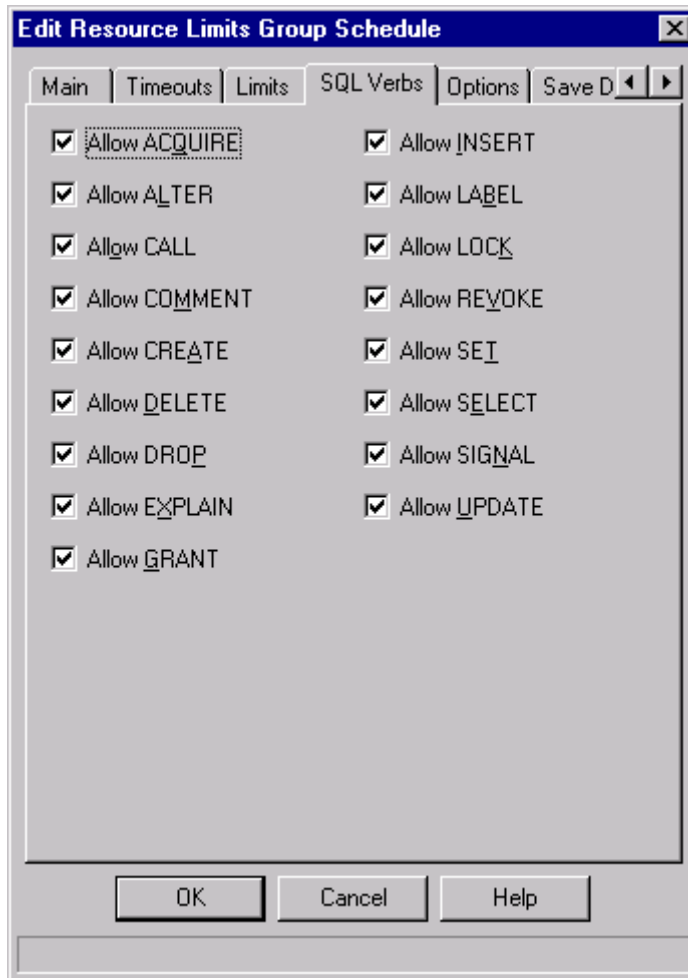 Edit Resource Limits Group Schedule
Main Timeouts Limits SQL Verbs Options Save D
Allow ACQUIRE
Allow ALTER
Allow CALL
Allow COMMENT
Allow CREATE
Allow DELETE
Allow DROP
Allow EXPLAIN
Allow GRANT
Allow INSERT
Allow LABEL
Allow LOCK
Allow REVOKE
Allow SET
Allow SELECT
Allow SIGNAL
Allow UPDATE
OK Cancel Help